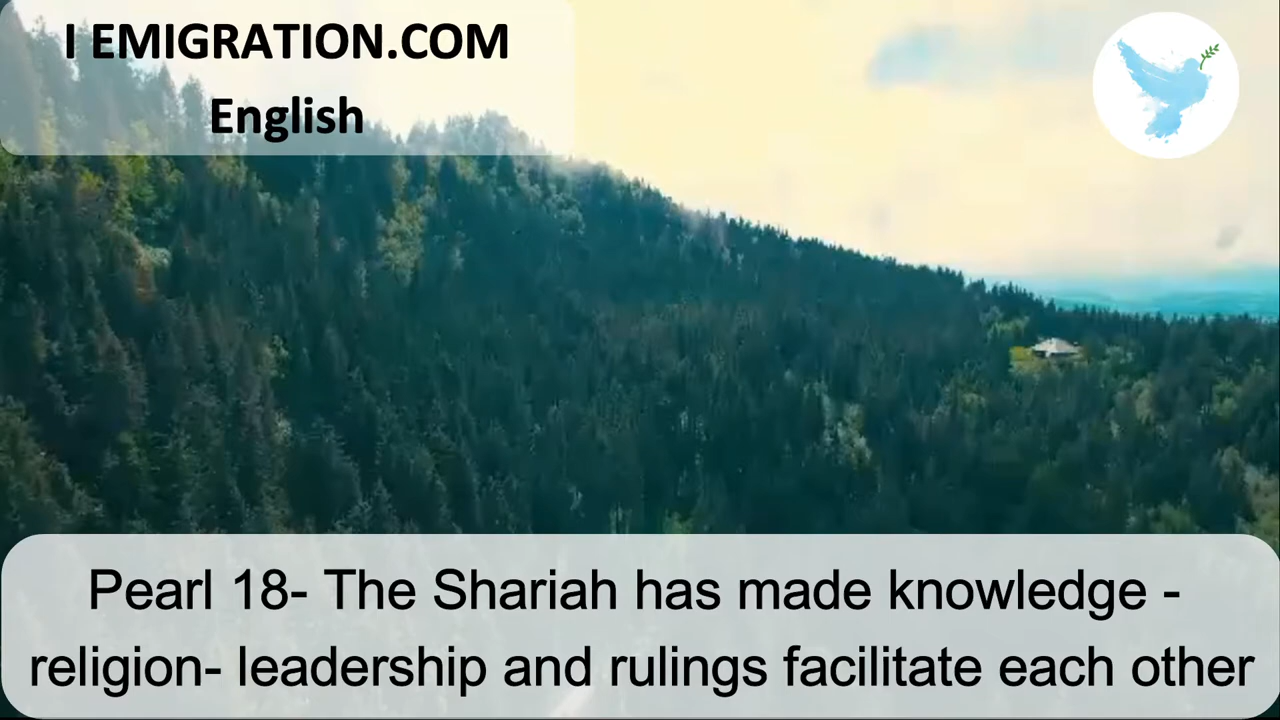 I EMIGRATION.COM
English
Pearl 18- The Shariah has made knowledge -
religion- leadership and rulings facilitate each other